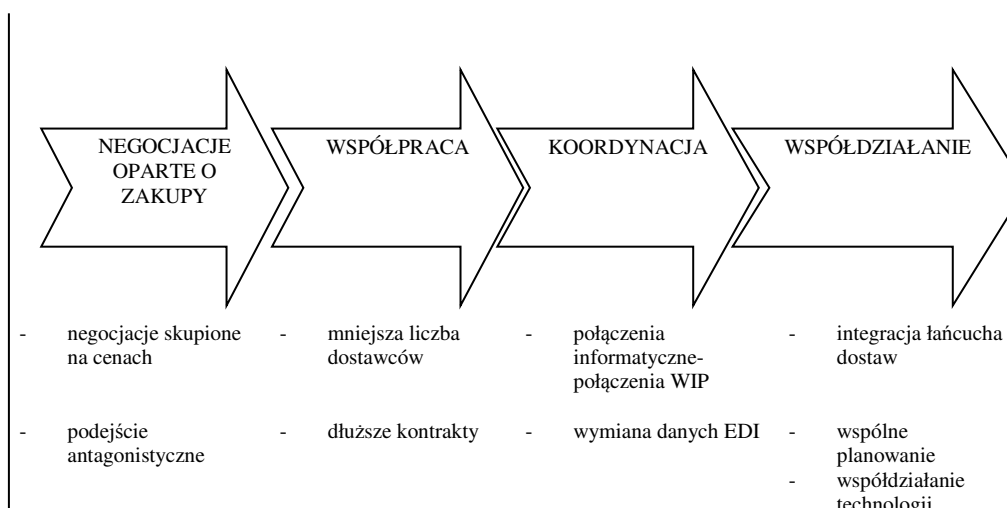 NEGOCJACJE
OPARTE O
ZAKUPY
WSPÓŁPRACA
KOORDYNACJA
WSPÓŁDZIAŁANIE
- negocjacje skupione
na cenach
- podejście
antagonistyczne
- mniejsza liczba
dostawców
- dłuższe kontrakty
- połączenia
informatyczne-
połączenia WIP
- wymiana danych EDI
- integracja łańcucha
dostaw
- wspólne
planowanie
- współdziałanie
technologii